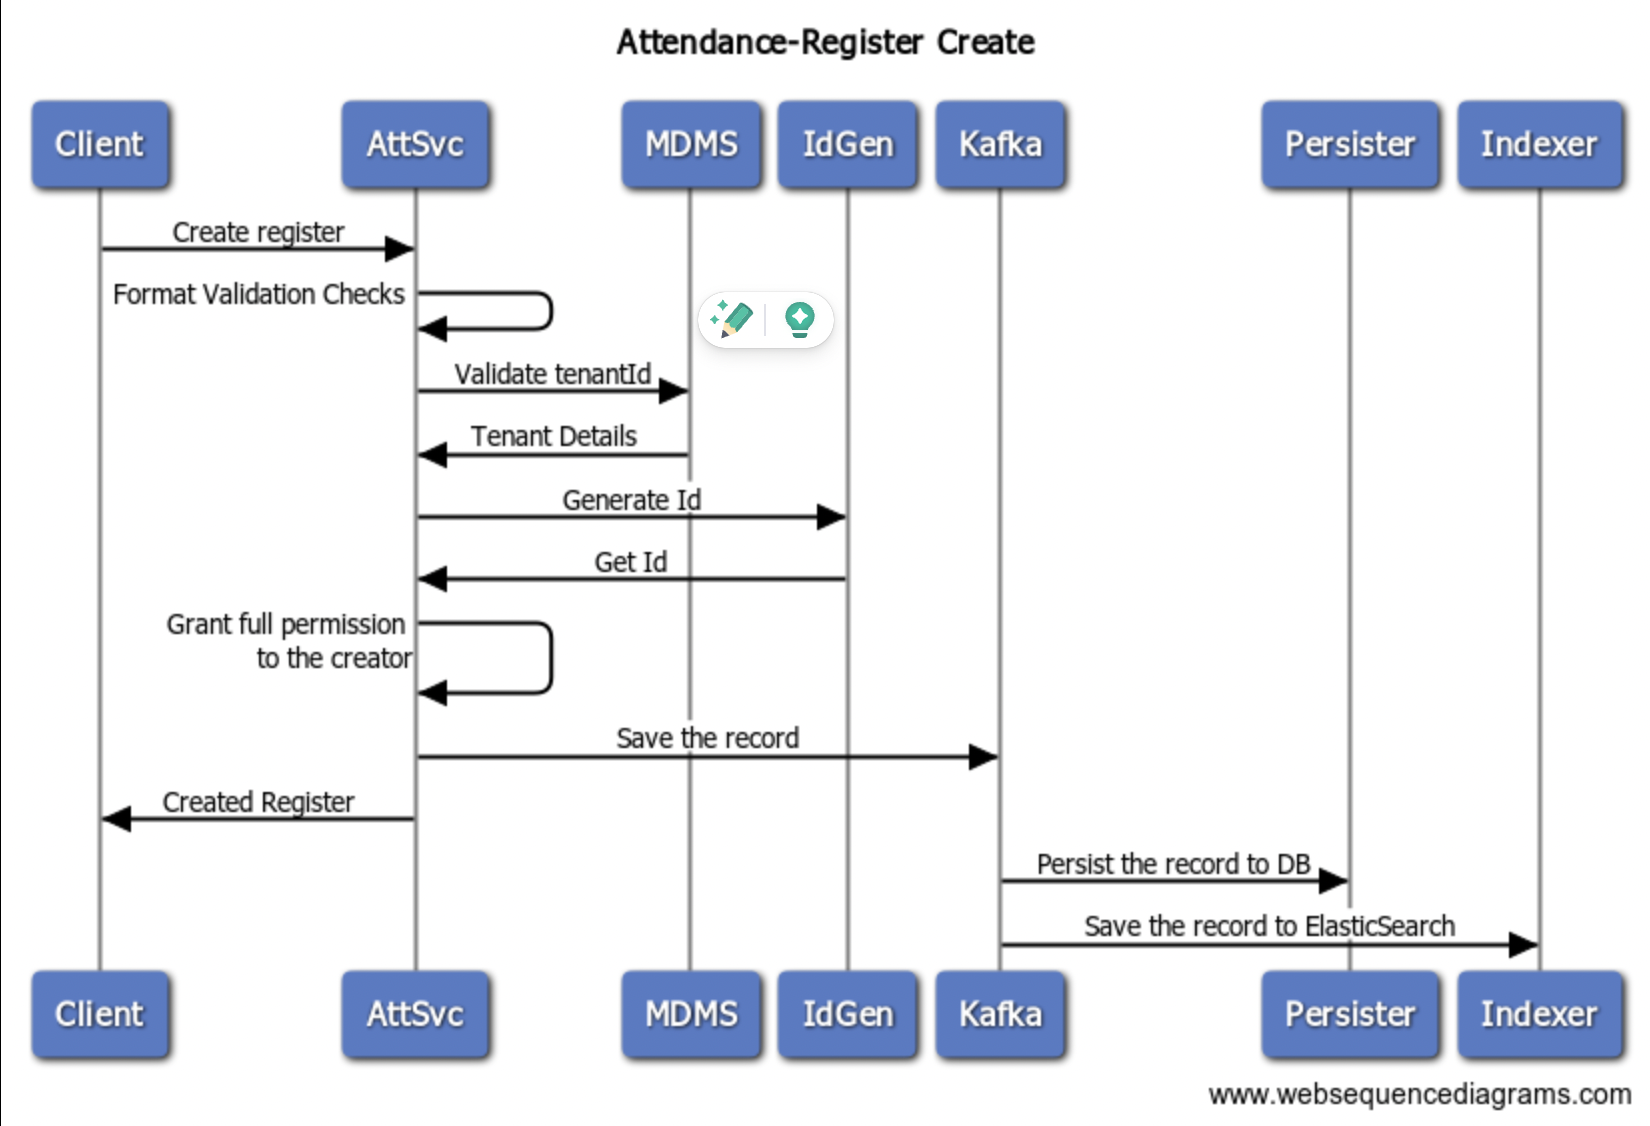 Attendance-Register Create
Client
AttSvc
MDMS
IdGen
Kafka
Persister
Indexer
Create register
Format Validation Checks
Validate tenantId
Tenant Details
Generate Id
Get Id
Grant full permission
to the creator
Save the record
Created Register
Persist the record to DB
Save the record to ElasticSearch
Client
AttSvc
MDMS
IdGen
Kafka
Persister
Indexer
www.websequencediagrams.com